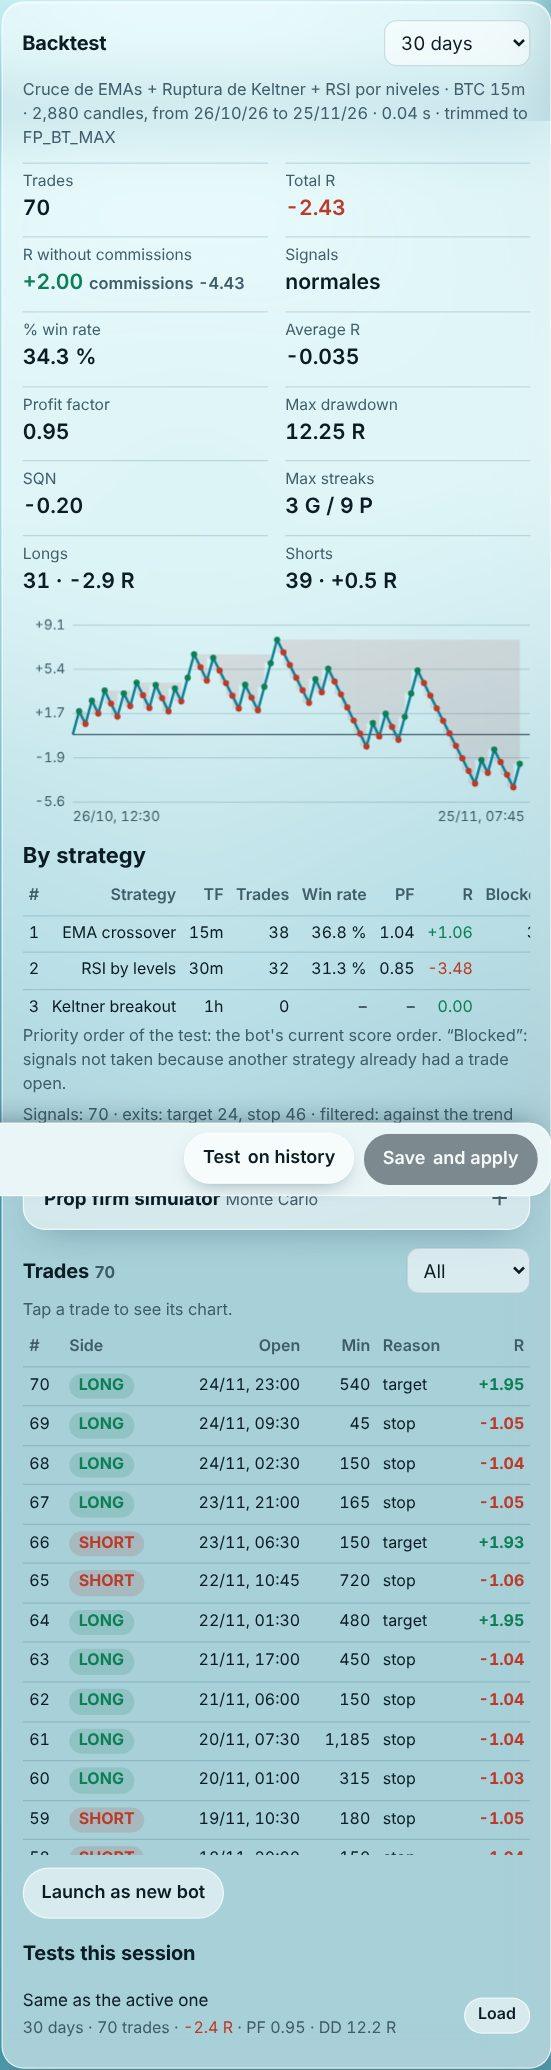 Backtest
30 days
Cruce de EMAs + Ruptura de Keltner + RSI por niveles · BTC 15m
· 2,880 candles, from 26/10/26 to 25/11/26 · 0.04 s · trimmed to
FP_BT_MAX
Trades Total R
70 -2.43
R without commissions Signals
+2.00 commissions -4.43 normales
% win rate Average R
34.3 % -0.035
Profit factor Max drawdown
0.95 12.25 R
SQN Max streaks
-0.20 3 G / 9 P
Longs Shorts
31 · -2.9 R 39 · +0.5 R
+9.1
+5.4
+1.7
-1.9
-5.6
26/10, 12:30 25/11, 07:45
By strategy
# Strategy TF Trades Win rate PF R
1 EMA crossover 15m 38 36.8 % 1.04 +1.06
2 RSI by levels 30m 32 31.3 % 0.85 -3.48
3 Keltner breakout 1h 0 – – 0.00
Priority order of the test: the bot's current score order. “Blocked”:
signals not taken because another strategy already had a trade
open.
Signals: 70 · exits: target 24, stop 46 · filtered: against the trend
Test on history Save and apply
Prop firm simulator Monte Carlo +
Trades 70 All
Tap a trade to see its chart.
# Side Open Min Reason R
70 LONG 24/11, 23:00 540 target +1.95
69 LONG 24/11, 09:30 45 stop -1.05
68 LONG 24/11, 02:30 150 stop -1.04
67 LONG 23/11, 21:00 165 stop -1.05
66 SHORT 23/11, 06:30 150 target +1.93
65 SHORT 22/11, 10:45 720 stop -1.06
64 LONG 22/11, 01:30 480 target +1.95
63 LONG 21/11, 17:00 450 stop -1.04
62 LONG 21/11, 06:00 150 stop -1.04
61 LONG 20/11, 07:30 1,185 stop -1.04
60 LONG 20/11, 01:00 315 stop -1.03
59 SHORT 19/11, 10:30 180 stop -1.05
Launch as new bot
Tests this session
Same as the active one
30 days · 70 trades · -2.4 R · PF 0.95 · DD 12.2 R
Load